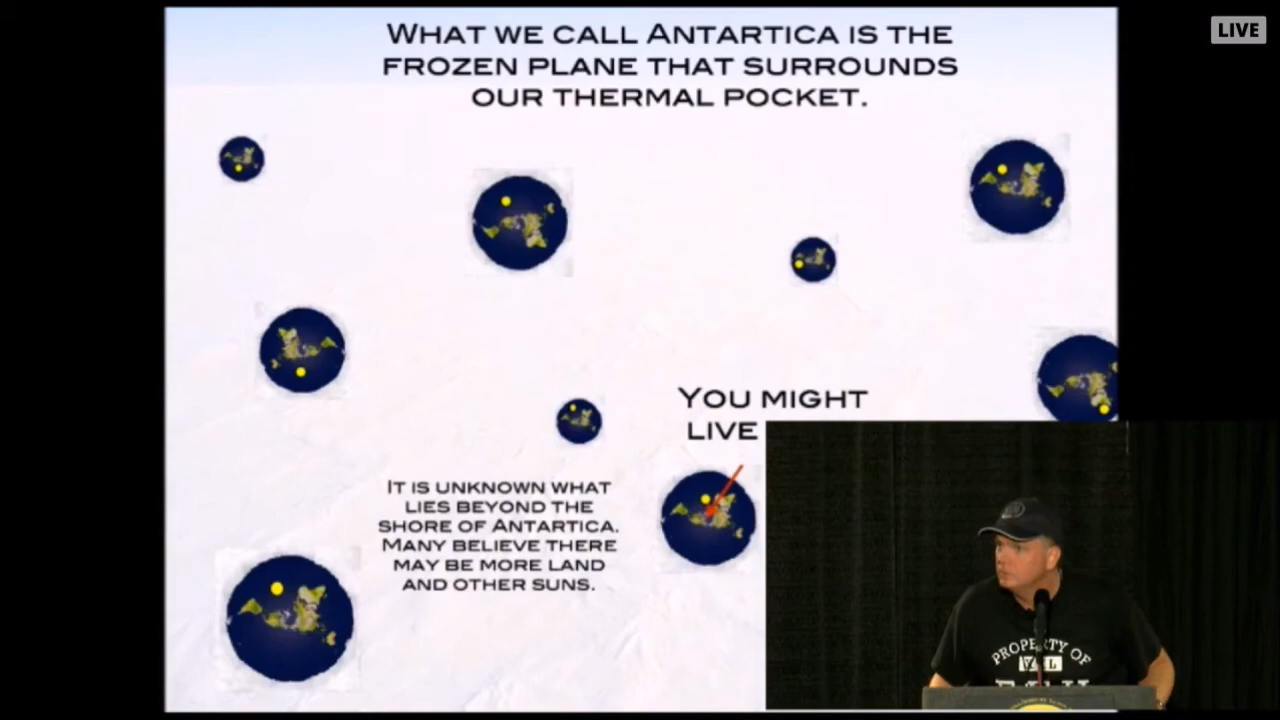 LIVE
WHAT WE CALL ANTARTICA IS THE
FROZEN PLANE THAT SURROUNDS
OUR THERMAL POCKET.
YOU MIGHT
LIVE
IT IS UNKNOWN WHAT
LIES BEYOND THE
SHORE OF ANTARTICA.
MANY BELIEVE THERE
MAY BE MORE LAND
AND OTHER SUNS.
PROPERTY OF